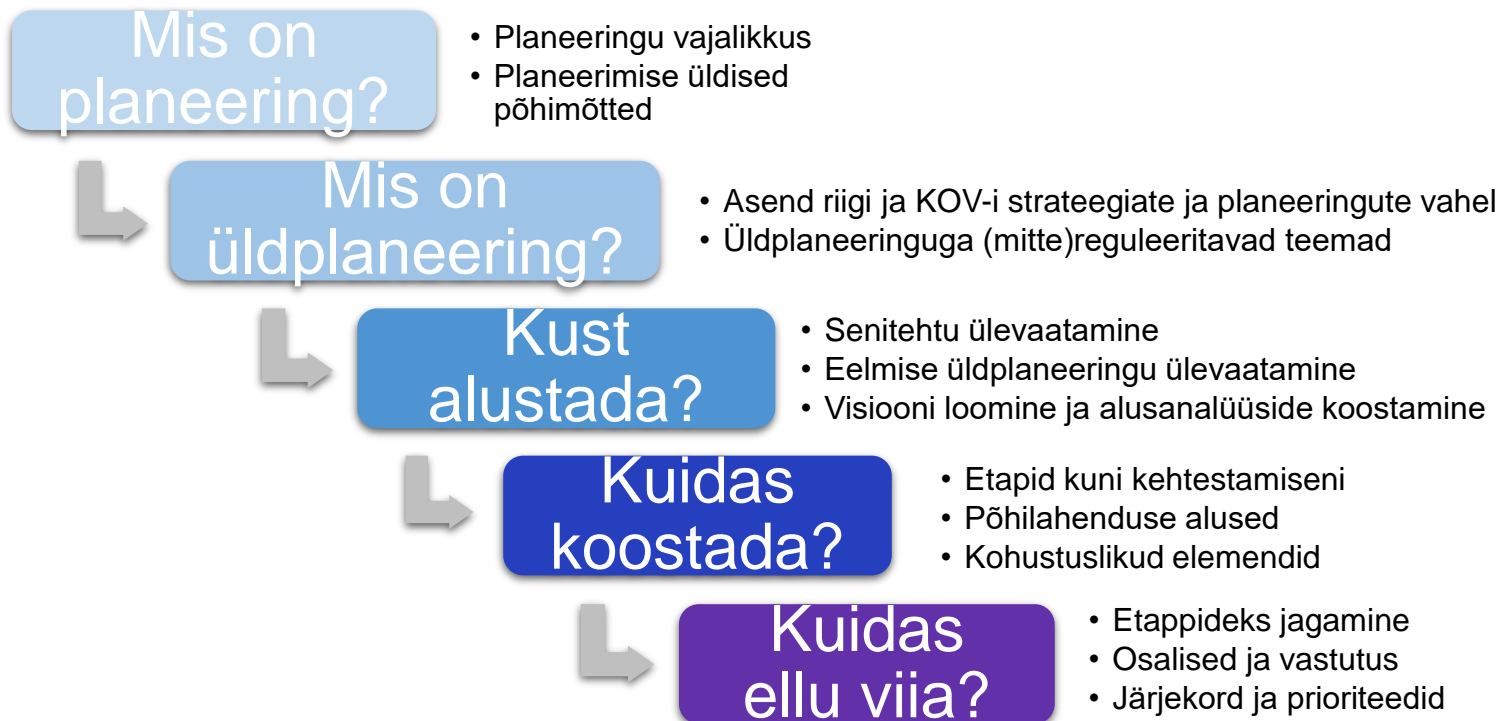 Mis on
planeering?
• Planeeringu vajalikkus
• Planeerimise üldised
põhimõtted
Mis on
üldplaneering?
• Asend riigi ja KOV-i strateegiate ja planeeringute vahel
• Üldplaneeringuga (mitte)reguleeritavad teemad
Kust
alustada?
• Senitehtu ülevaatamine
• Eelmise üldplaneeringu ülevaatamine
• Visiooni loomine ja alusanalüüside koostamine
Kuidas
koostada?
• Etapid kuni kehtestamiseni
• Põhilahenduse alused
• Kohustuslikud elemendid
Kuidas
ellu viia?
• Etappideks jagamine
• Osalised ja vastutus
• Järjekord ja prioriteedid